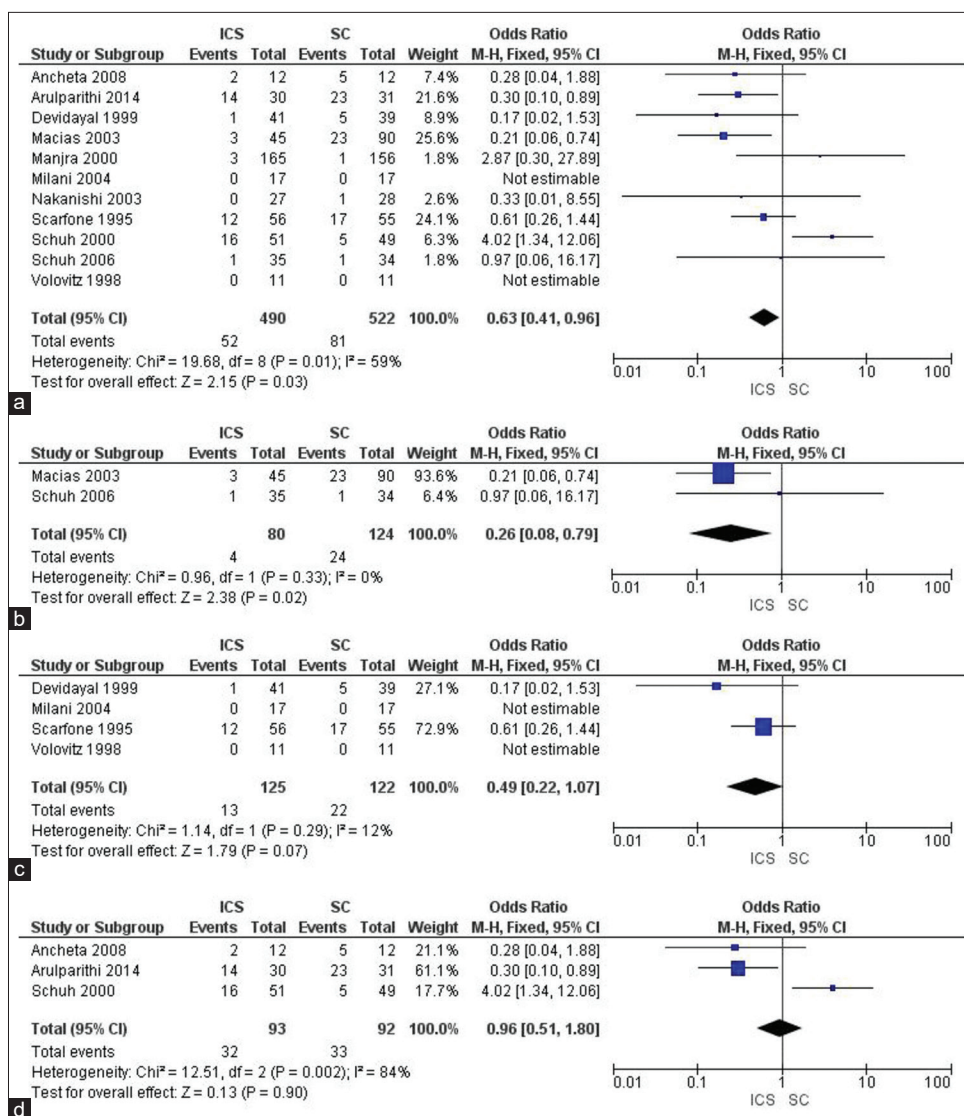 ICS SC Odds Ratio Odds Ratio
Study or Subgroup Events Total Events Total Weight M-H, Fixed, 95% CI M-H, Fixed, 95% CI
Ancheta 2008 2 12 5 12 7.4% 0.28 [0.04, 1.88]
Arulparithi 2014 14 30 23 31 21.6% 0.30 [0.10, 0.89]
Devidayal 1999 1 41 5 39 8.9% 0.17 [0.02, 1.53]
Macias 2003 3 45 23 90 25.6% 0.21 [0.06, 0.74]
Manjra 2000 3 165 1 156 1.8% 2.87 [0.30, 27.89]
Milani 2004 0 17 0 17 Not estimable
Nakanishi 2003 0 27 1 28 2.6% 0.33 [0.01, 8.55]
Scarfone 1995 12 56 17 55 24.1% 0.61 [0.26, 1.44]
Schuh 2000 16 51 5 49 6.3% 4.02 [1.34, 12.06]
Schuh 2006 1 35 1 34 1.8% 0.97 [0.06, 16.17]
Volovitz 1998 0 11 0 11 Not estimable
Total (95% CI) 490 522 100.0% 0.63 [0.41, 0.96]
Total events 52 81
Heterogeneity: Chi² = 19.68, df = 8 (P = 0.01); I² = 59%
Test for overall effect: Z = 2.15 (P = 0.03)
0.01 0.1 1 10 100
ICS SC
a
ICS SC Odds Ratio Odds Ratio
Study or Subgroup Events Total Events Total Weight M-H, Fixed, 95% CI M-H, Fixed, 95% CI
Macias 2003 3 45 23 90 93.6% 0.21 [0.06, 0.74]
Schuh 2006 1 35 1 34 6.4% 0.97 [0.06, 16.17]
Total (95% CI) 80 124 100.0% 0.26 [0.08, 0.79]
Total events 4 24
Heterogeneity: Chi² = 0.96, df = 1 (P = 0.33); I² = 0%
Test for overall effect: Z = 2.38 (P = 0.02)
0.01 0.1 1 10 100
ICS SC
b
ICS SC Odds Ratio Odds Ratio
Study or Subgroup Events Total Events Total Weight M-H, Fixed, 95% CI M-H, Fixed, 95% CI
Devidayal 1999 1 41 5 39 27.1% 0.17 [0.02, 1.53]
Milani 2004 0 17 0 17 Not estimable
Scarfone 1995 12 56 17 55 72.9% 0.61 [0.26, 1.44]
Volovitz 1998 0 11 0 11 Not estimable
Total (95% CI) 125 122 100.0% 0.49 [0.22, 1.07]
Total events 13 22
Heterogeneity: Chi² = 1.14, df = 1 (P = 0.29); I² = 12%
Test for overall effect: Z = 1.79 (P = 0.07)
0.01 0.1 1 10 100
ICS SC
c
ICS SC Odds Ratio Odds Ratio
Study or Subgroup Events Total Events Total Weight M-H, Fixed, 95% CI M-H, Fixed, 95% CI
Ancheta 2008 2 12 5 12 21.1% 0.28 [0.04, 1.88]
Arulparithi 2014 14 30 23 31 61.1% 0.30 [0.10, 0.89]
Schuh 2000 16 51 5 49 17.7% 4.02 [1.34, 12.06]
Total (95% CI) 93 92 100.0% 0.96 [0.51, 1.80]
Total events 32 33
Heterogeneity: Chi² = 12.51, df = 2 (P = 0.002); I² = 84%
Test for overall effect: Z = 0.13 (P = 0.90)
0.01 0.1 1 10 100
ICS SC
d